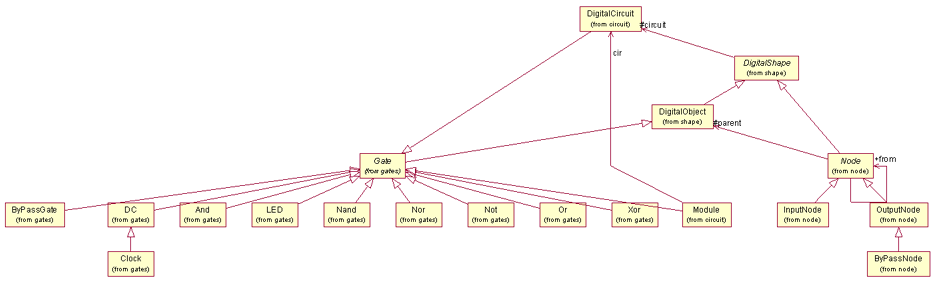 DigitalCircuit
(from circuit)
#circuit
cir
DigitalShape
(from shape)
DigitalObject
(from shape)
#parent
Gate
(from gates)
Node
(from node)
+from
ByPassGate
(from gates)
DC
(from gates)
And
(from gates)
LED
(from gates)
Nand
(from gates)
Nor
(from gates)
Not
(from gates)
Or
(from gates)
Xor
(from gates)
Module
(from circuit)
InputNode
(from node)
OutputNode
(from node)
Clock
(from gates)
ByPassNode
(from node)